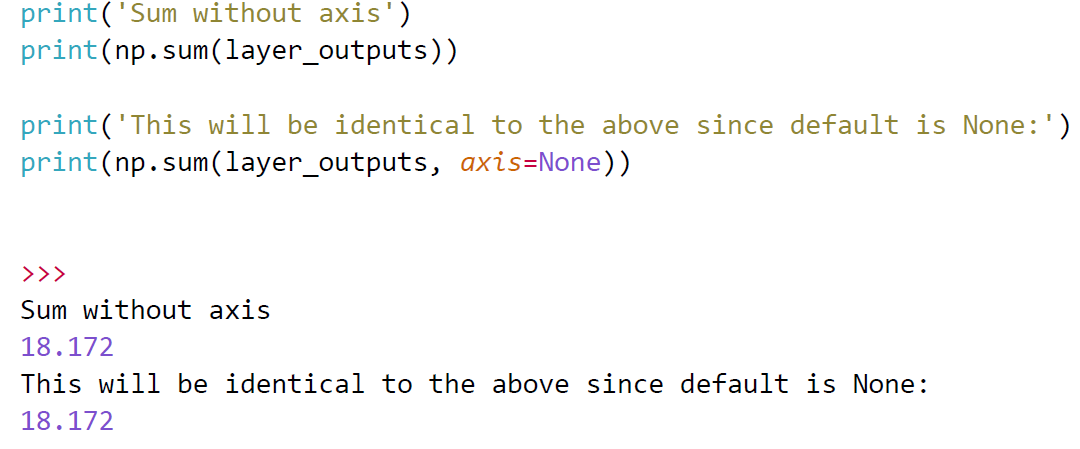 print('Sum without axis')
print(np.sum(layer_outputs))
print('This will be identical to the above since default is None:')
print(np.sum(layer_outputs, axis=None))
>>>
Sum without axis
18.172
This will be identical to the above since default is None:
18.172